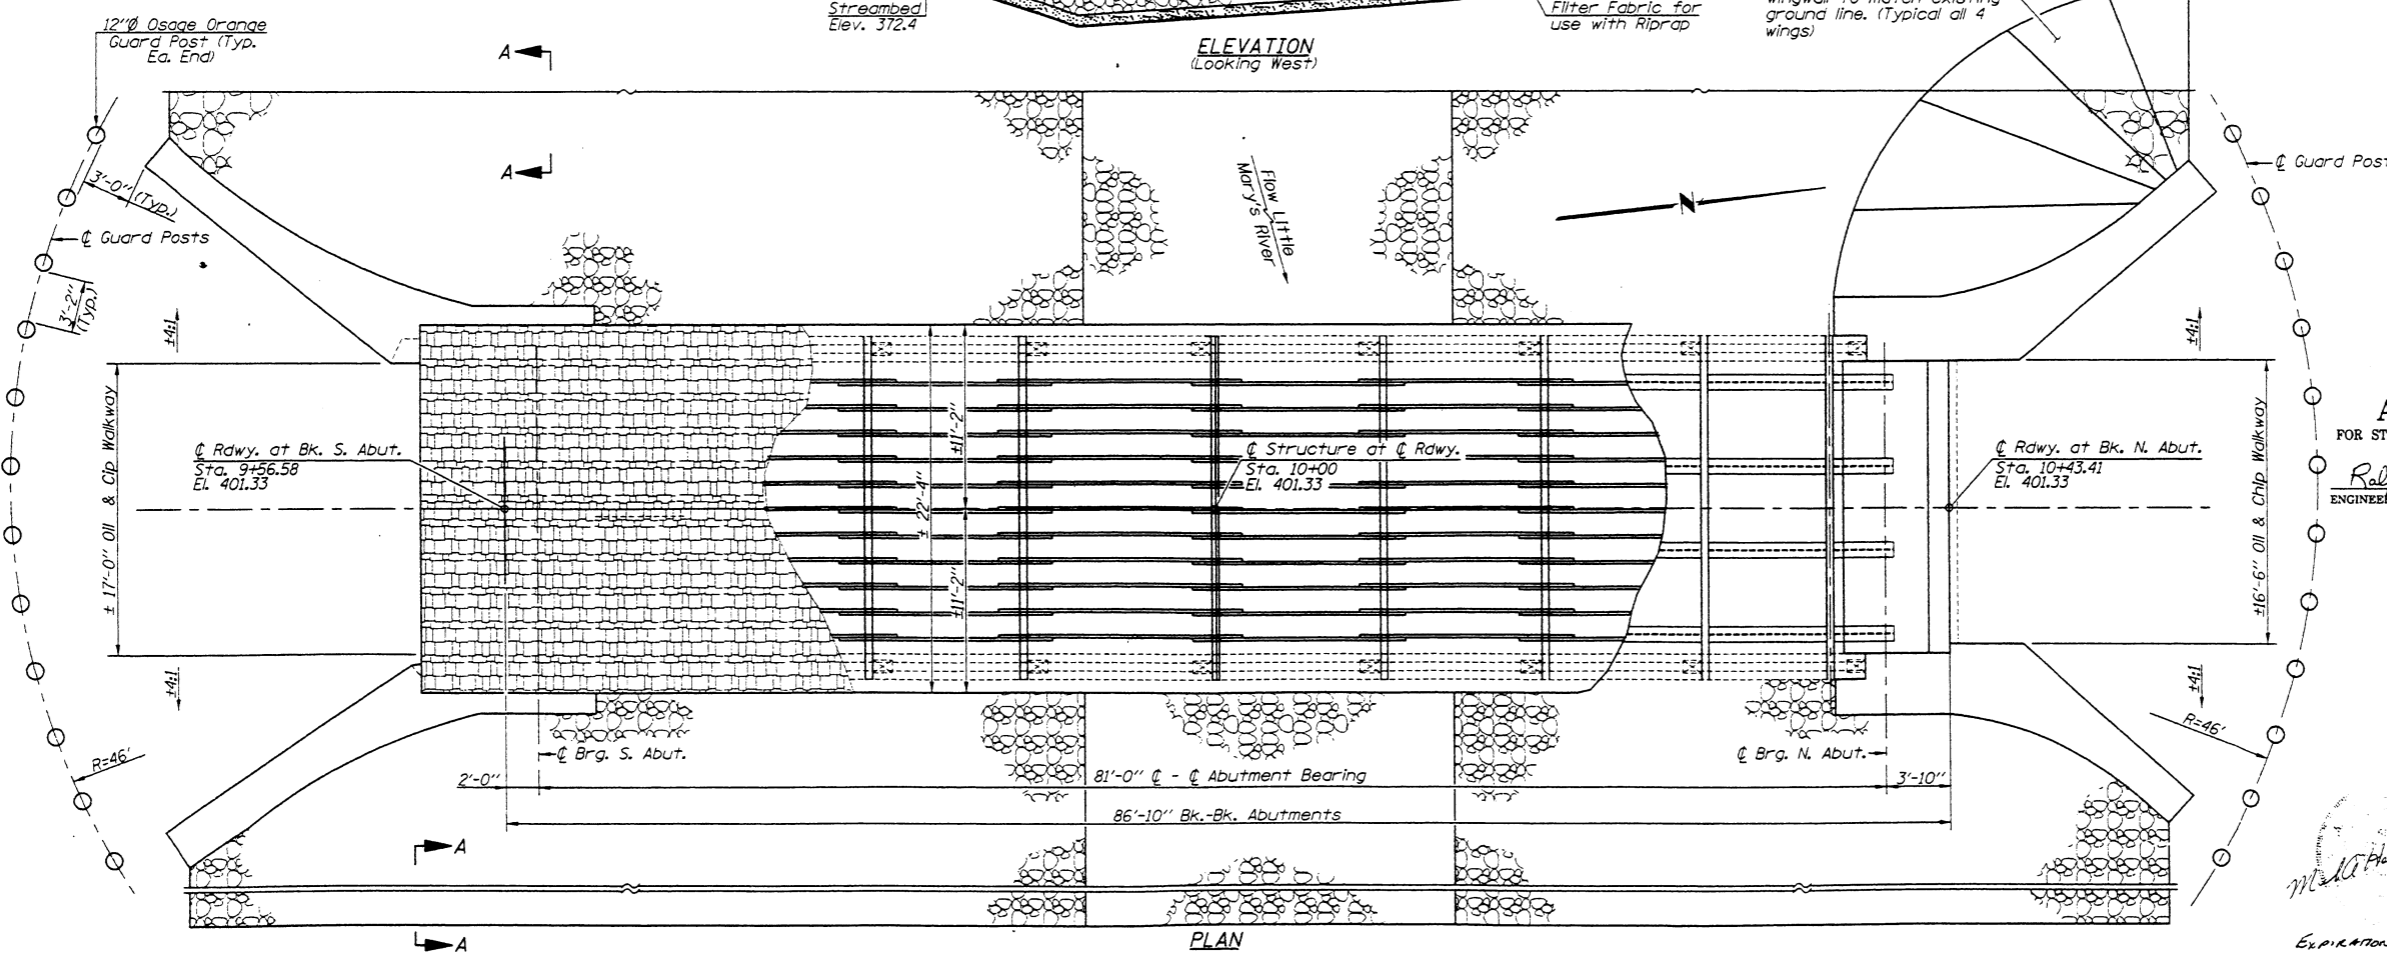 Streambed
Elev. 372.4
Filter Fabric for
use with Riprap
wingwall to match existing
ground line. (Typical all 4
wings)
12"Ø Osage Orange
Guard Post (Typ.
Ea. End)
A
ELEVATION
(Looking West)
A
3'-0" (Typ.)
℄ Guard Posts
3'-2"
(Typ.)
Flow Little
Mary's River
N
℄ Guard Post
±4:1
±4:1
± 17'-0" Oil & Cip Walkway
℄ Rdwy. at Bk. S. Abut.
Sta. 9+56.58
El. 401.33
± 22'-4"
±11'-2"
±11'-2"
℄ Structure at ℄ Rdwy.
Sta. 10+00
El. 401.33
℄ Rdwy. at Bk. N. Abut.
Sta. 10+43.41
El. 401.33
±16'-6" Oil & Chip Walkway
FOR ST
ENGINEE
±4:1
±4:1
R=46'
R=46'
℄ Brg. S. Abut.
℄ Brg. N. Abut.
2'-0"
81'-0" ℄ - ℄ Abutment Bearing
3'-10"
86'-10" Bk.-Bk. Abutments
A
A
PLAN
EXPIRATION